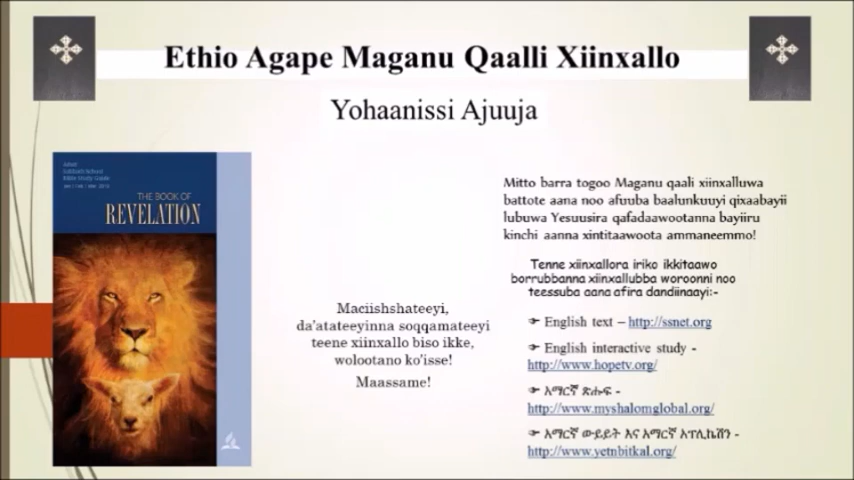 Ethio Agape Maganu Qaalli Xiinxallo
Yohaanissi Ajuuja
Adult
Sabbath School
Bible Study Guide
THE BOOK OF
REVELATION
Maciishshateeyi,
da'atateeyinna soqqamateeyi
teene xiinxallo biso ikke,
wolootano ko'isse!
Maassame!
Mitto barra togoo Maganu qaali xiinxalluwa
battote aana noo afuuba baalunkuuyi qixaabayii
lubuwa Yesuusira qafadaawootanna bayiiru
kinchi aanna xintitaawoota ammaneemmo!
Tenne xiinxallora iriko ikkitaawo
borrubbanna xiinxallubba woroonni noo
teessuba aana afira dandiinaayi:-
☞ English text – http://ssnet.org
☞ English interactive study -
http://www.hopetv.org/
☞ አማርኛ ጽሑፍ -
http://www.myshalomglobal.org/
☞ አማርኛ ውይይት እና አማርኛ አፕሊኬሽን -
http://www.yetnbitkal.org/